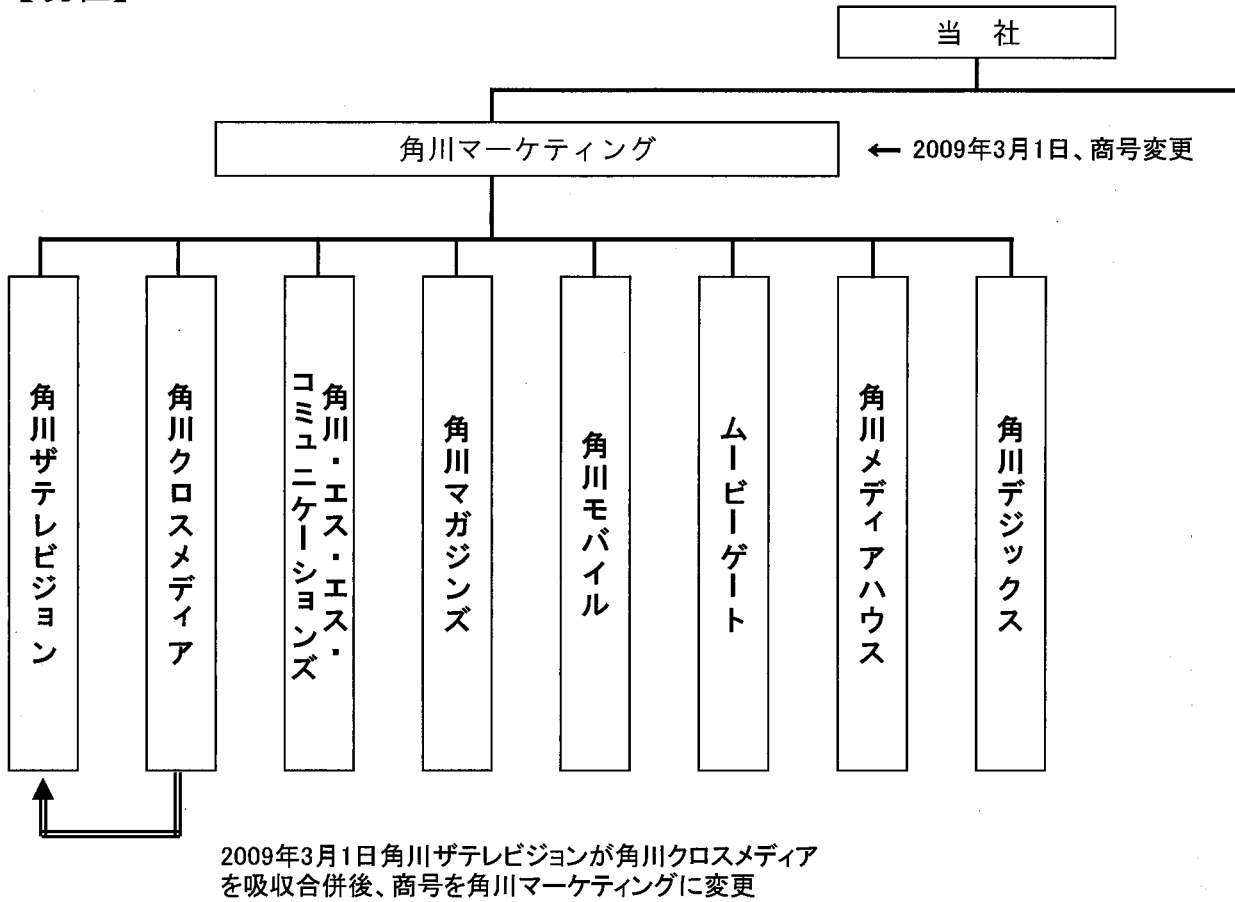 当 社
角川マーケティング
← 2009年3月1日、商号変更
角川ザテレビジョン
角川クロスメディア
角川・エス・エス・
コミュニケーションズ
角川マガジンズ
角川モバイル
ムービーゲート
角川メディアハウス
角川デジックス
2009年3月1日角川ザテレビジョンが角川クロスメディア
を吸収合併後、商号を角川マーケティングに変更